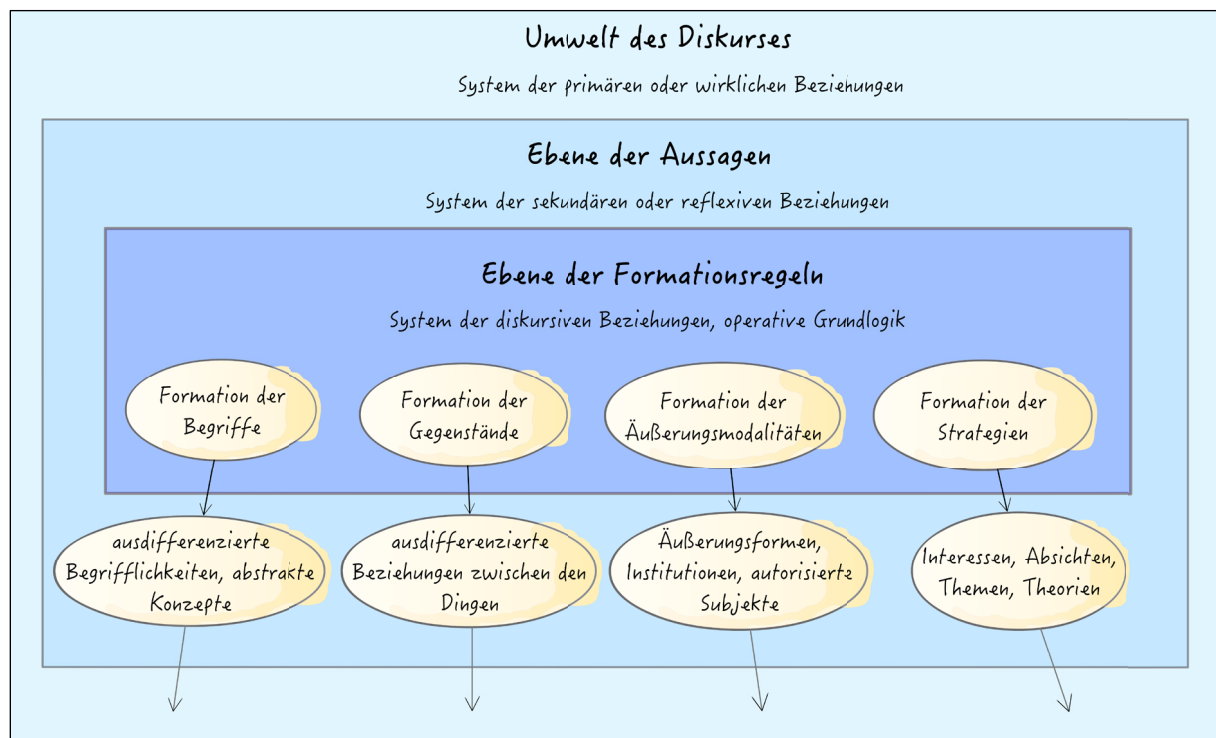 Umwelt des Diskurses
System der primären oder wirklichen Beziehungen
Ebene der Aussagen
System der sekundären oder reflexiven Beziehungen
Ebene der Formationsregeln
System der diskursiven Beziehungen, operative Grundlogik
Formation der
Begriffe
Formation der
Gegenstände
Formation der
Äußerungsmodalitäten
Formation der
Strategien
ausdifferenzierte
Begrifflichkeiten, abstrakte
Konzepte
ausdifferenzierte
Beziehungen zwischen den
Dingen
Äußerungsformen,
Institutionen, autorisierte
Subjekte
Interessen, Absichten,
Themen, Theorien